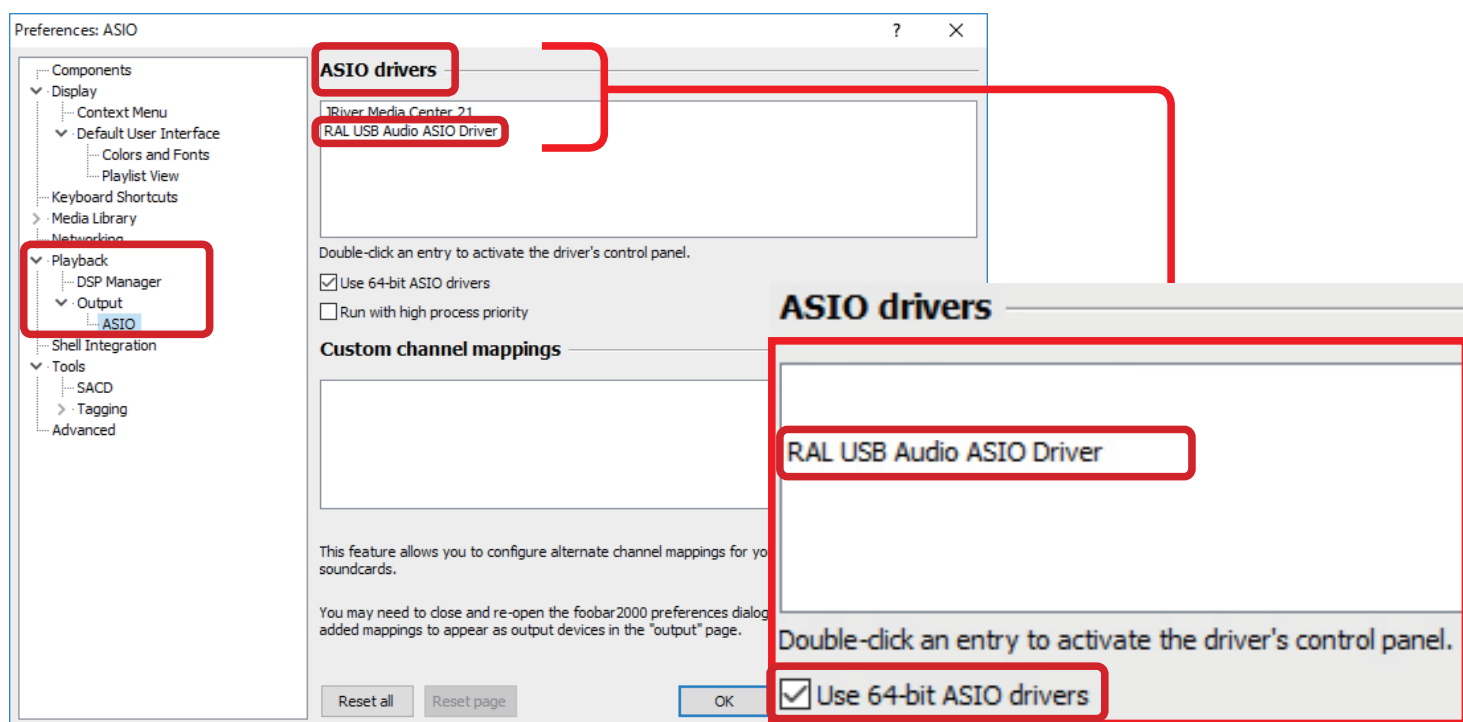 Preferences: ASIO
?
Components
Display
Context Menu
Default User Interface
Colors and Fonts
Playlist View
Keyboard Shortcuts
Media Library
Networking
Playback
DSP Manager
Output
ASIO
Shell Integration
Tools
SACD
Tagging
Advanced
ASIO drivers
JRiver Media Center 21
RAL USB Audio ASIO Driver
Double-click an entry to activate the driver's control panel.
Use 64-bit ASIO drivers
Run with high process priority
Custom channel mappings
This feature allows you to configure alternate channel mappings for
soundcards.
You may need to close and re-open the foobar2000 preferences dialog
added mappings to appear as output devices in the "output" page.
Reset all
Reset page
OK
ASIO drivers
RAL USB Audio ASIO Driver
Double-click an entry to activate the driver's control panel.
Use 64-bit ASIO drivers